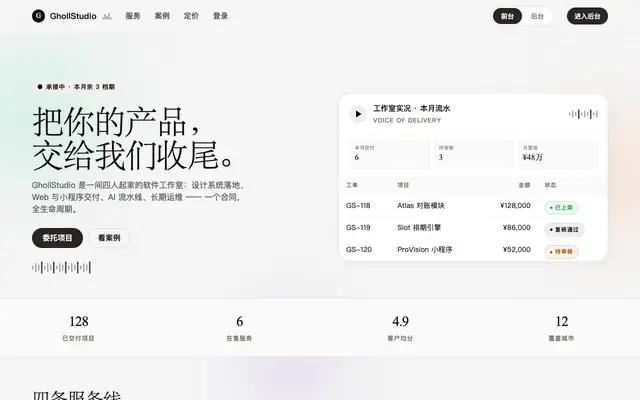 G GhollStudio 服务 案例 定价 登录 前台 后台 进入后台
承接中 · 本月余 3 档期
把你的产品，
交给我们收尾。
GhollStudio 是一间四人起家的软件工作室：设计系统落地、
Web 与小程序交付、AI 流水线、长期运维 —— 一个合同，
全生命周期。
委托项目 看案例
工作室实况 · 本月流水
VOICE OF DELIVERY
本月交付 待审核 月营收
6 3 ¥48万
工单 项目 金额 状态
GS-118 Atlas 对账模块 ¥128,000 已上架
GS-119 Slot 排期引擎 ¥86,000 复核通过
GS-120 ProVision 小程序 ¥52,000 待审核
128 6 4.9 12
已交付项目 在售服务 客户均分 覆盖城市
四条服务线